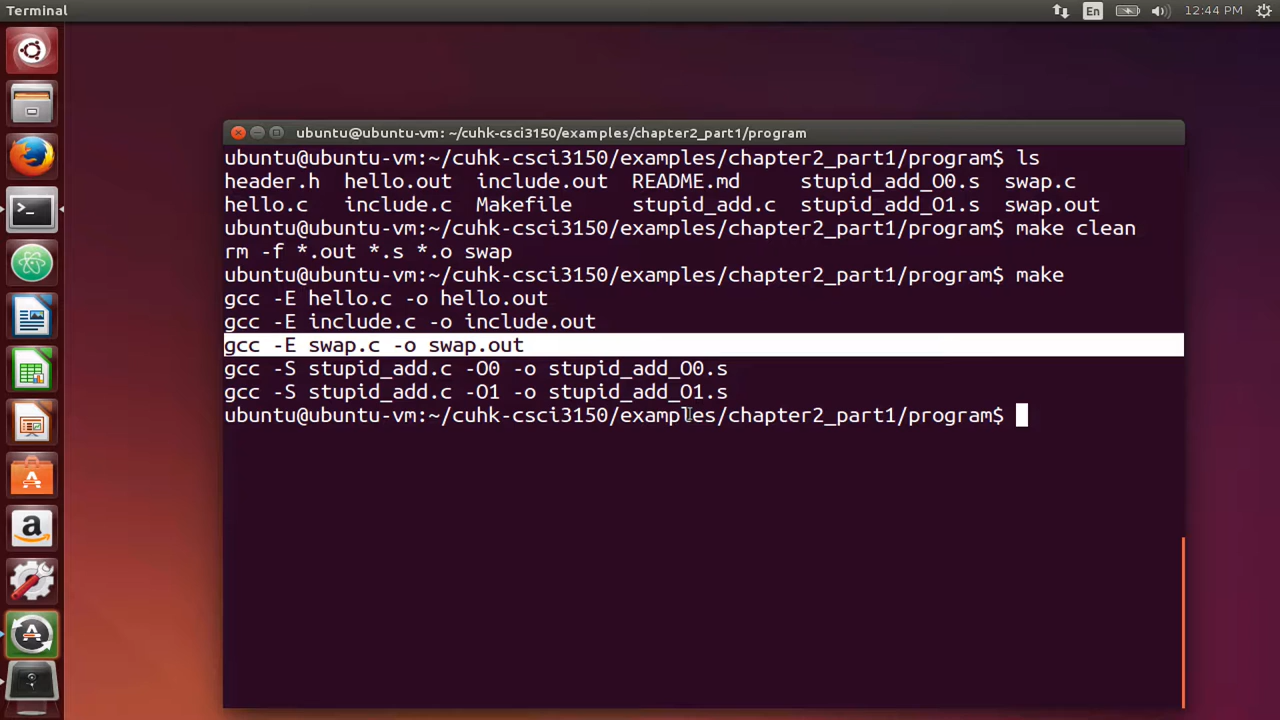 Terminal
En
12:44 PM
ubuntu@ubuntu-vm: ~/cuhk-csci3150/examples/chapter2_part1/program
ubuntu@ubuntu-vm:~/cuhk-csci3150/examples/chapter2_part1/program$ ls
header.h hello.out include.out README.md stupid_add_O0.s swap.c
hello.c include.c Makefile stupid_add.c stupid_add_O1.s swap.out
ubuntu@ubuntu-vm:~/cuhk-csci3150/examples/chapter2_part1/program$ make clean
rm -f *.out *.s *.o swap
ubuntu@ubuntu-vm:~/cuhk-csci3150/examples/chapter2_part1/program$ make
gcc -E hello.c -o hello.out
gcc -E include.c -o include.out
gcc -E swap.c -o swap.out
gcc -S stupid_add.c -O0 -o stupid_add_O0.s
gcc -S stupid_add.c -O1 -o stupid_add_O1.s
ubuntu@ubuntu-vm:~/cuhk-csci3150/examples/chapter2_part1/program$